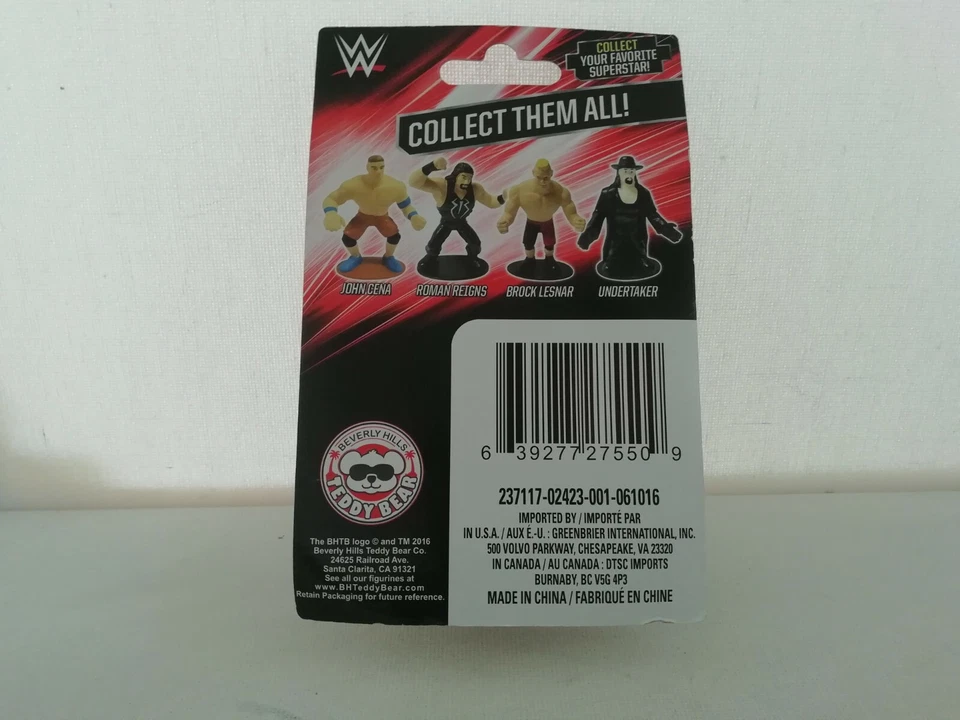 W
COLLECT
YOUR FAVORITE
SUPERSTAR!
COLLECT THEM ALL!
JOHN CENA
ROMAN REIGNS
BROCK LESNAR
UNDERTAKER
BEVERLY HILLS
TEDDY BEAR
The BHTB logo © and TM 2016
Beverly Hills Teddy Bear Co.
24625 Railroad Ave.
Santa Clarita, CA 91321
See all our figurines at
www.BHTeddyBear.com
Retain Packaging for future reference.
6 39277 27550 9
237117-02423-001-061016
IMPORTED BY / IMPORTÉ PAR
IN U.S.A. / AUX É.-U. : GREENBRIER INTERNATIONAL, INC.
500 VOLVO PARKWAY, CHESAPEAKE, VA 23320
IN CANADA / AU CANADA : DTSC IMPORTS
BURNABY, BC V5G 4P3
MADE IN CHINA / FABRIQUÉ EN CHINE